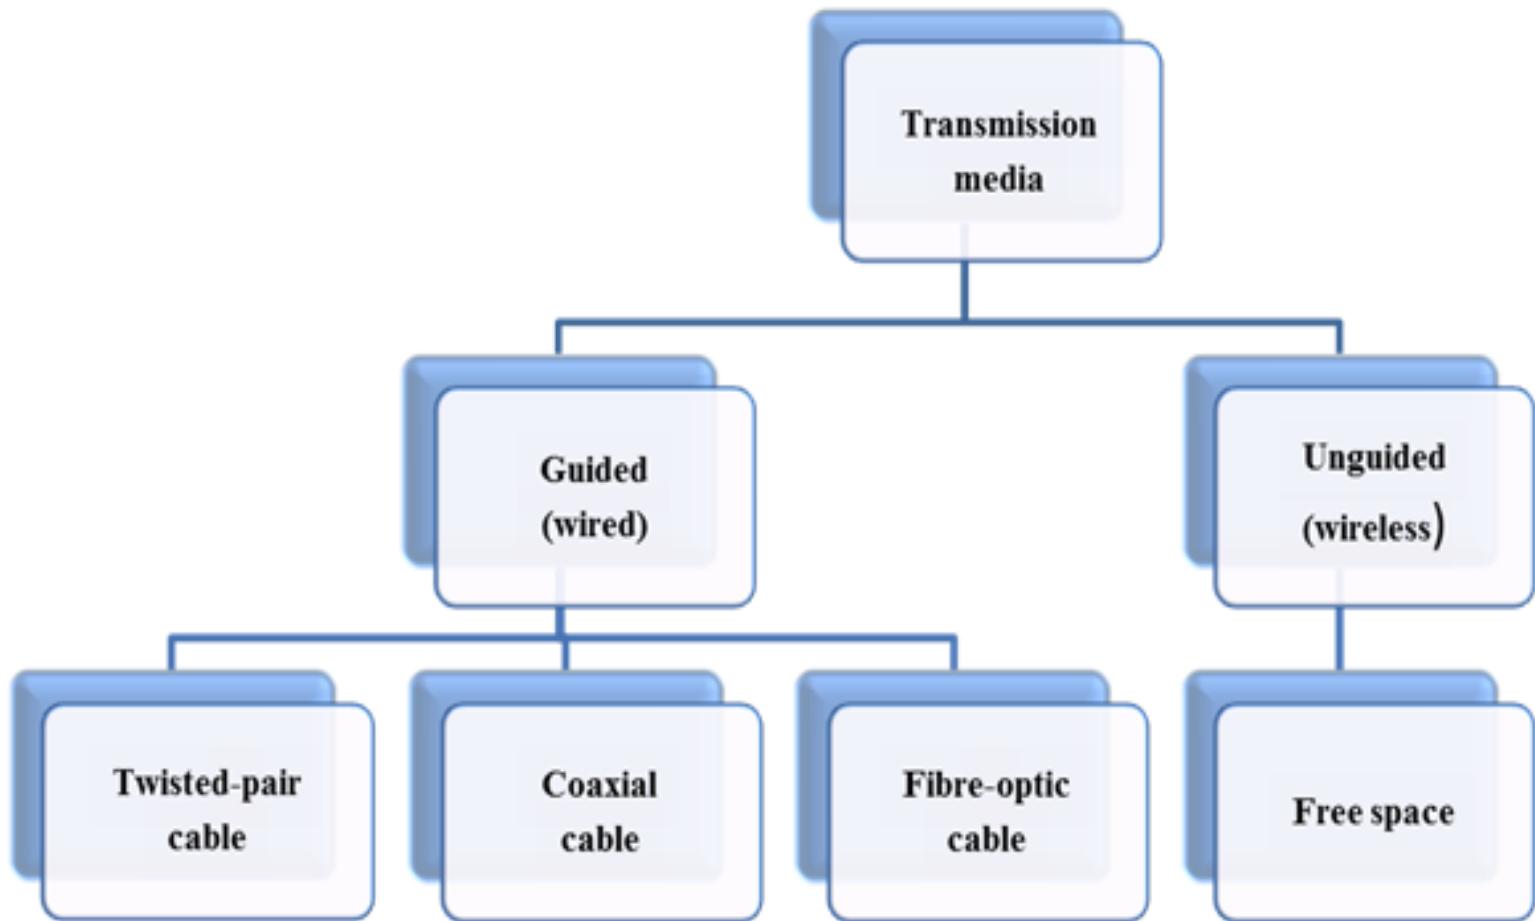 Transmission
media
Guided
(wired)
Unguided
(wireless)
Twisted-pair
cable
Coaxial
cable
Fibre-optic
cable
Free space